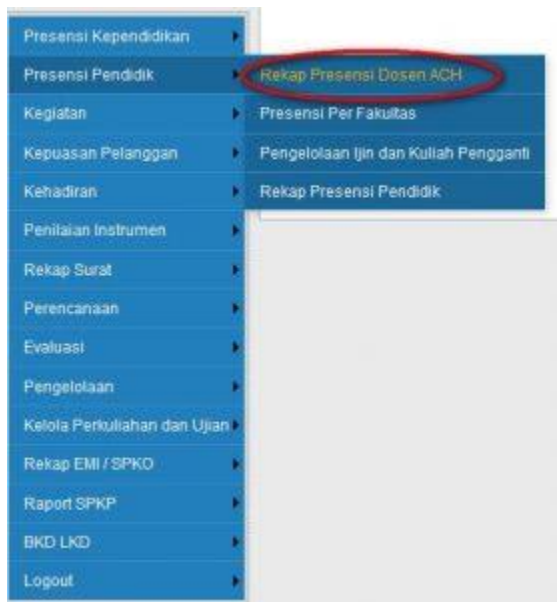 Presensi Kependidikan
Presensi Pendidik
Rekap Presensi Dosen ACH
Kegiatan
Presensi Per Fakultas
Kepuasan Pelanggan
Pengelolaan Ijin dan Kuliah Pengganti
Kehadiran
Rekap Presensi Pendidik
Penilaian Instrumen
Rekap Surat
Perencanaan
Evaluasi
Pengelolaan
Kelola Perkuliahan dan Ujian
Rekap EMI / SPKO
Raport SPKP
BKD LKD
Logout